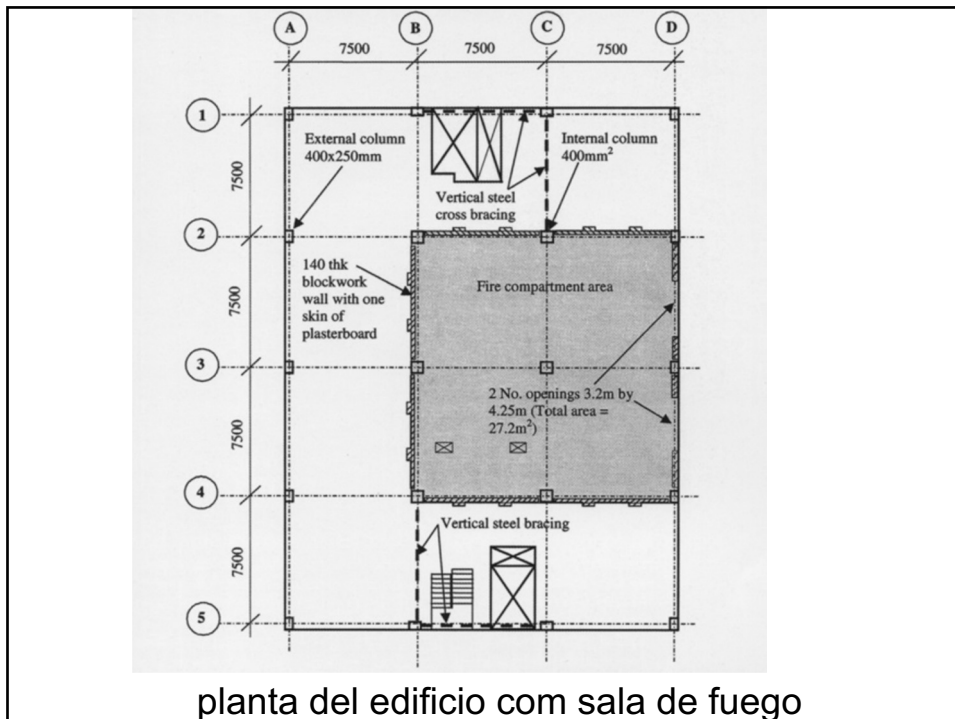 A B C D
7500 7500 7500
1
External column
400x250mm
Internal column
400mm²
7500
Vertical steel
cross bracing
2
140 thk
blockwork
wall with one
skin of
plasterboard
Fire compartment area
7500
3
2 No. openings 3.2m by
4.25m (Total area =
27.2m²)
7500
4
Vertical steel bracing
7500
5
planta del edificio com sala de fuego